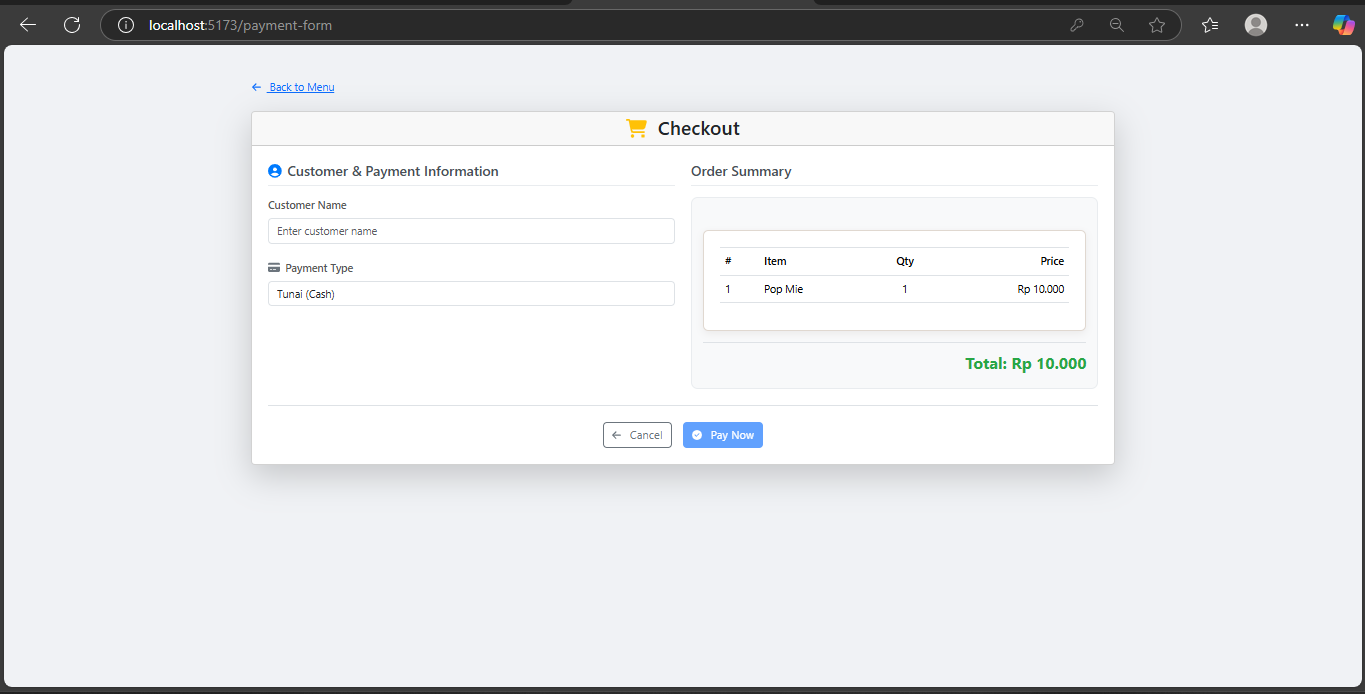 localhost:5173/payment-form
Back to Menu
Checkout
Customer & Payment Information
Customer Name
Enter customer name
Payment Type
Tunai (Cash)
Order Summary
# Item Qty Price
1 Pop Mie 1 Rp 10.000
Total: Rp 10.000
Cancel Pay Now